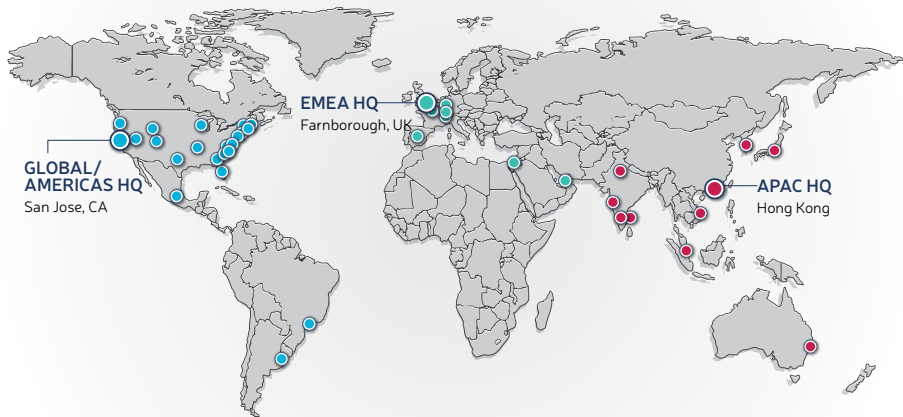 EMEA HQ
Farnborough, UK
GLOBAL/
AMERICAS HQ
San Jose, CA
APAC HQ
Hong Kong